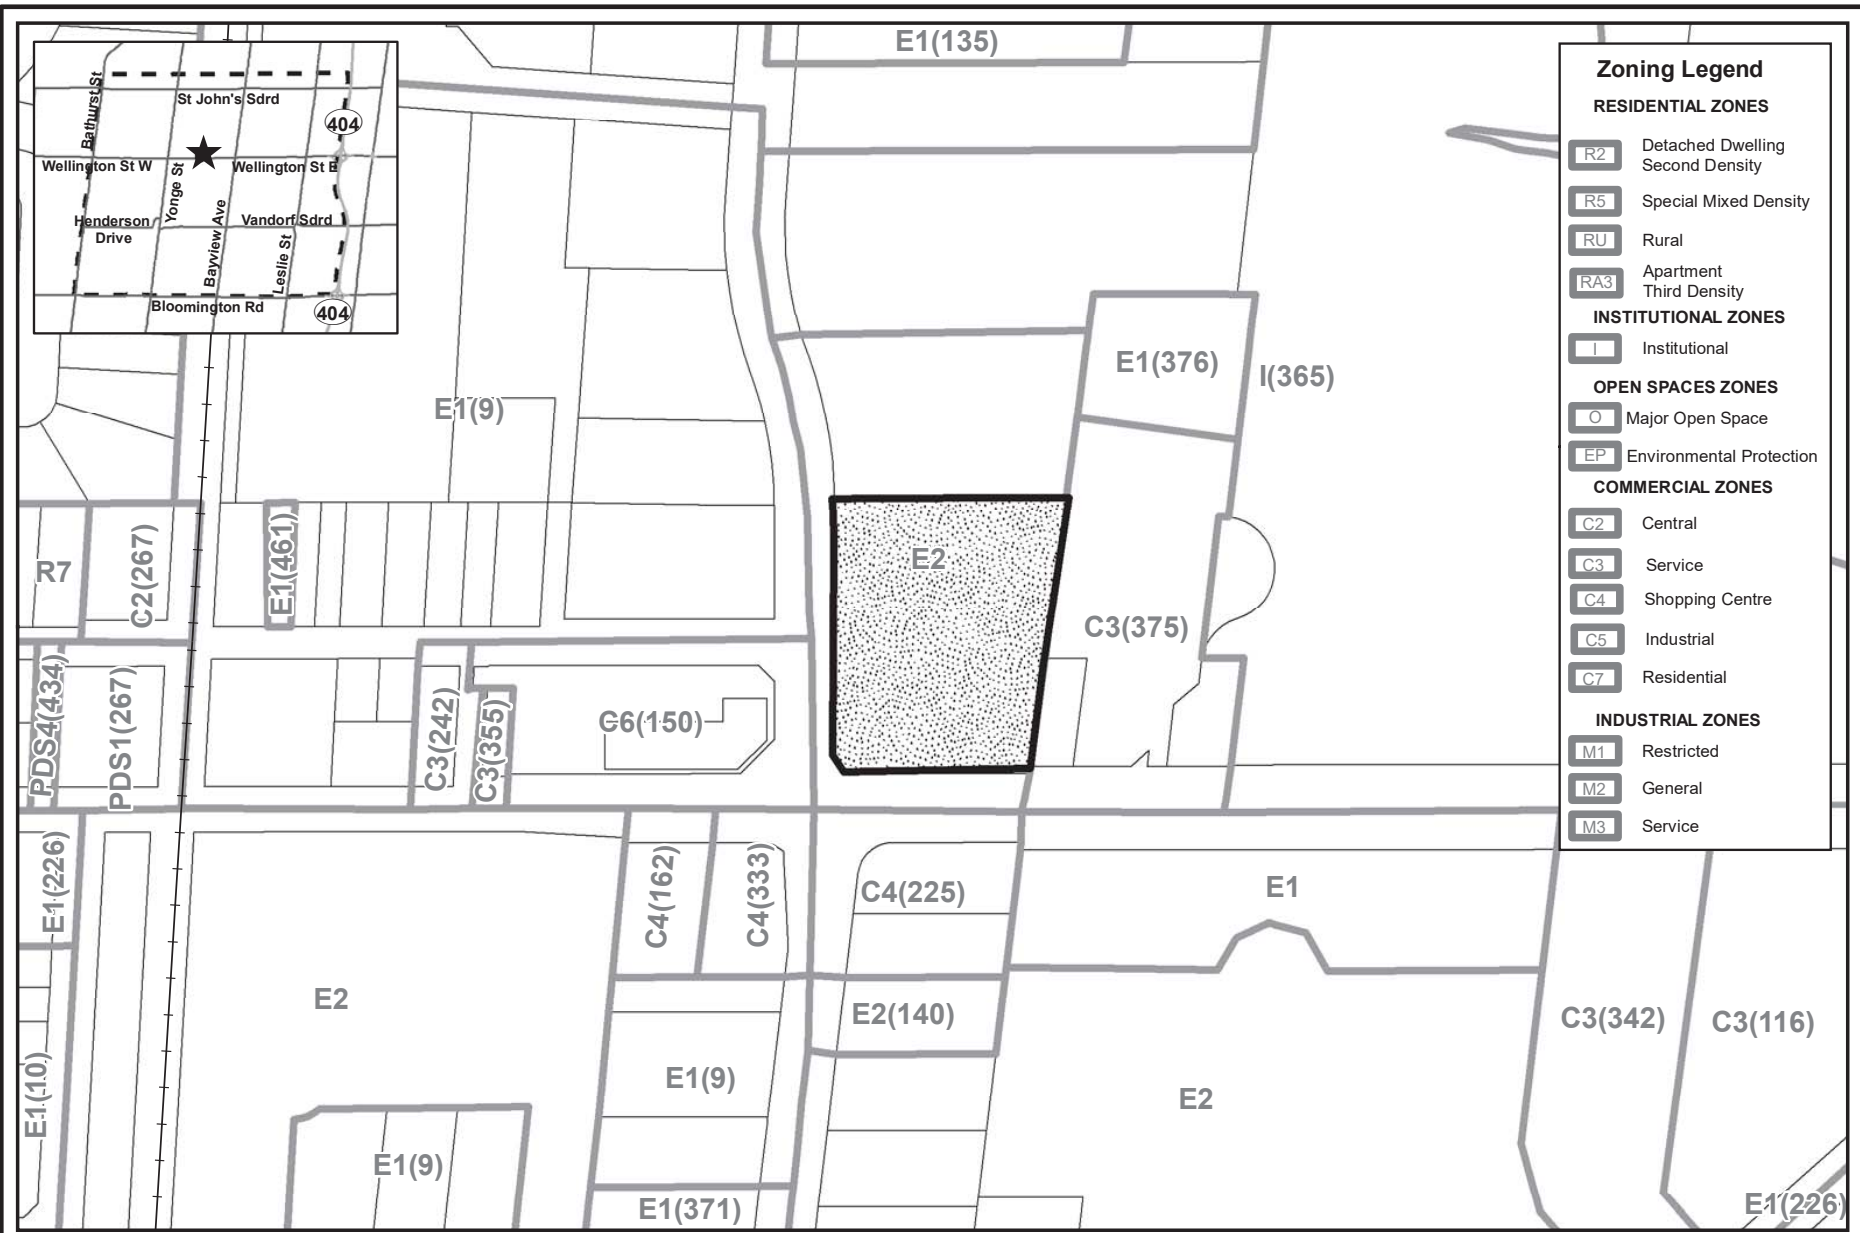 E1(135)
Bathurst St
St John's Sdrd
404
Wellington St W
Wellington St E
Yonge St
Henderson
Drive
Bayview Ave
Vandorf Sdrd
Leslie St
Bloomington Rd
404
E1(376)
I(365)
E1(9)
R7
C2(267)
E1(461)
E2
C3(375)
PDS4(434)
PDS1(267)
C3(242)
C3(355)
C6(150)
E1(226)
C4(162)
C4(333)
C4(225)
E1
E2
E2(140)
C3(342)
C3(116)
E1(10)
E1(9)
E2
E1(9)
E1(371)
E1(226)
Zoning Legend
RESIDENTIAL ZONES
R2 Detached Dwelling
Second Density
R5 Special Mixed Density
RU Rural
RA3 Apartment
Third Density
INSTITUTIONAL ZONES
I Institutional
OPEN SPACES ZONES
O Major Open Space
EP Environmental Protection
COMMERCIAL ZONES
C2 Central
C3 Service
C4 Shopping Centre
C5 Industrial
C7 Residential
INDUSTRIAL ZONES
M1 Restricted
M2 General
M3 Service